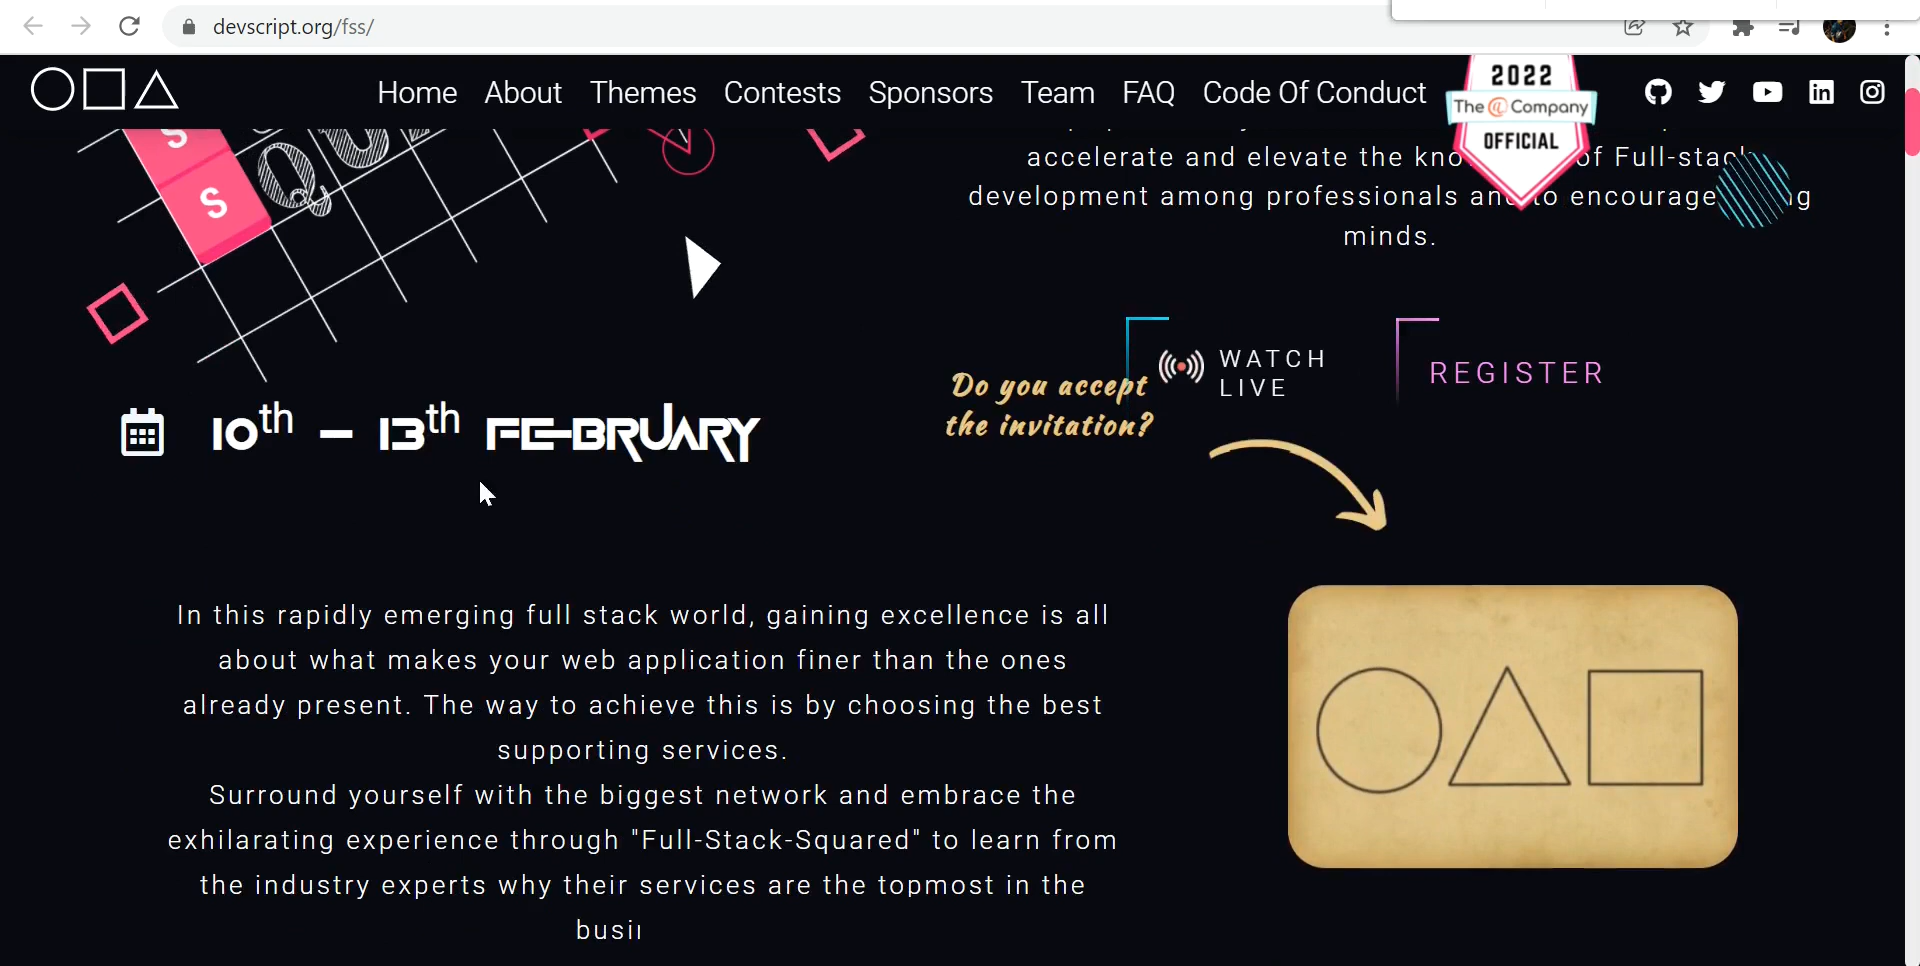 devscript.org/fss/
Home About Themes Contests Sponsors Team FAQ Code Of Conduct
2022
The @ Company
OFFICIAL
S
S
QU
accelerate and elevate the of Full-stack
development among professionals and to encourage
minds.
WATCH
LIVE
REGISTER
Do you accept
the invitation?
10th – 13th FEBRUARY
In this rapidly emerging full stack world, gaining excellence is all
about what makes your web application finer than the ones
already present. The way to achieve this is by choosing the best
supporting services.
Surround yourself with the biggest network and embrace the
exhilarating experience through "Full-Stack-Squared" to learn from
the industry experts why their services are the topmost in the
busi